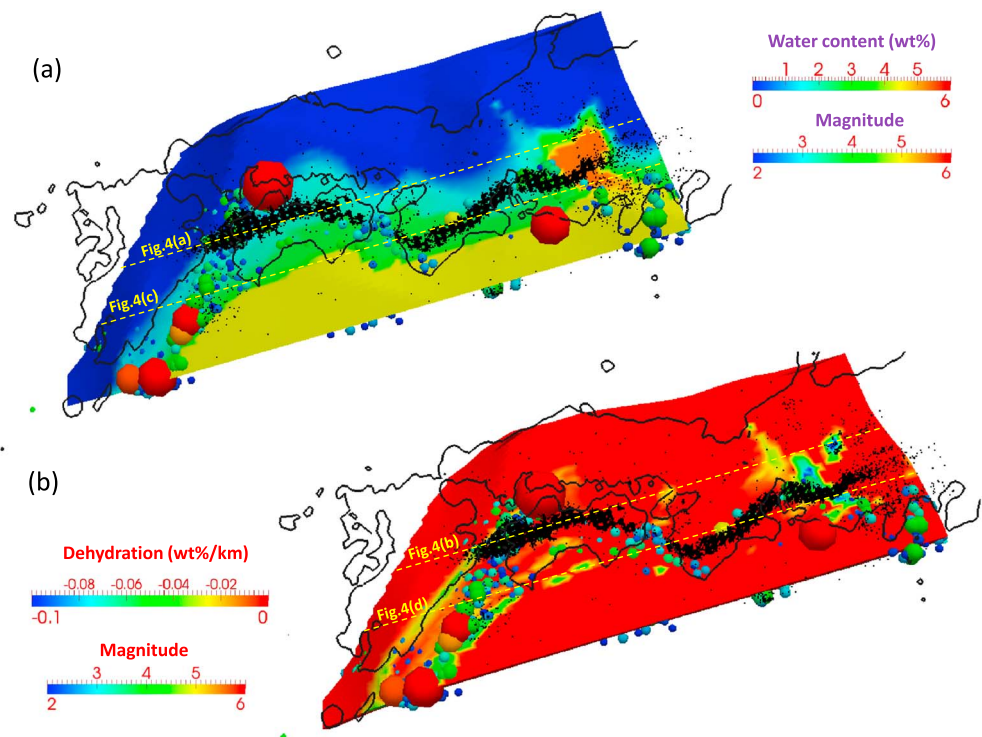 (a)
Water content (wt%)
1 2 3 4 5
0 6
Magnitude
3 4 5
2 6
Fig.4(a)
Fig.4(c)
(b)
Dehydration (wt%/km)
-0.08 -0.06 -0.04 -0.02
-0.1 0
Magnitude
3 4 5
2 6
Fig.4(b)
Fig.4(d)